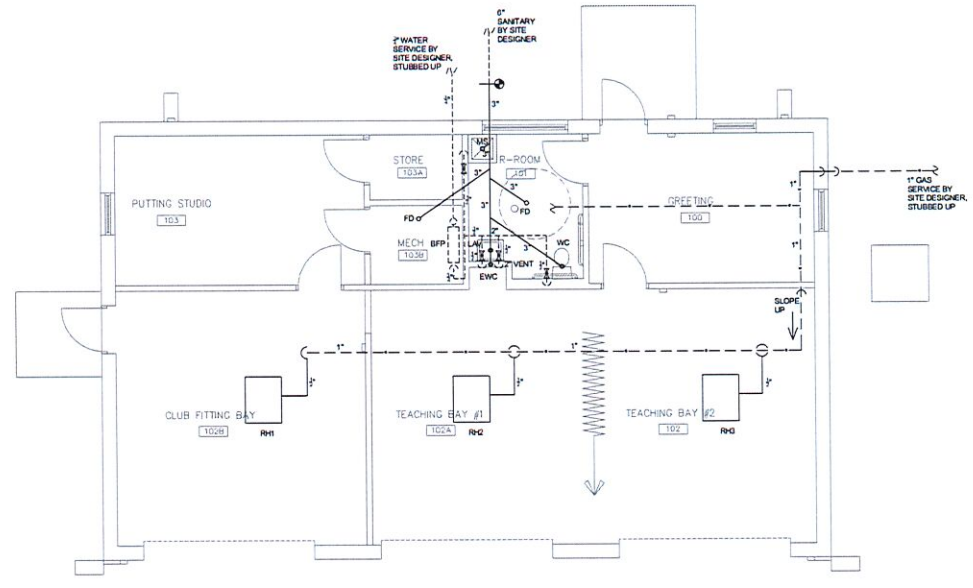 6"
SANITARY
BY SITE
DESIGNER
WATER
SERVICE BY
SITE DESIGNER,
STUBBED UP
3"
MS
3"
STORE
103A
R-ROOM
101
3"
3"
3"
1"
1" GAS
SERVICE BY
SITE DESIGNER,
STUBBED UP
PUTTING STUDIO
103
FD
FD
GREETING
100
MECH
103B
BFP
LAV
2"
3"
WC
1"
VENT
EWC
SLOPE
UP
1"
1"
CLUB FITTING BAY
102B
RH1
TEACHING BAY #1
102A
RH2
TEACHING BAY #2
102
RH3